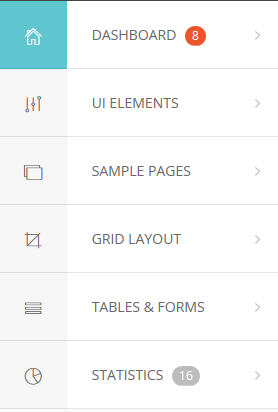 DASHBOARD 8
UI ELEMENTS
SAMPLE PAGES
GRID LAYOUT
TABLES & FORMS
STATISTICS 16